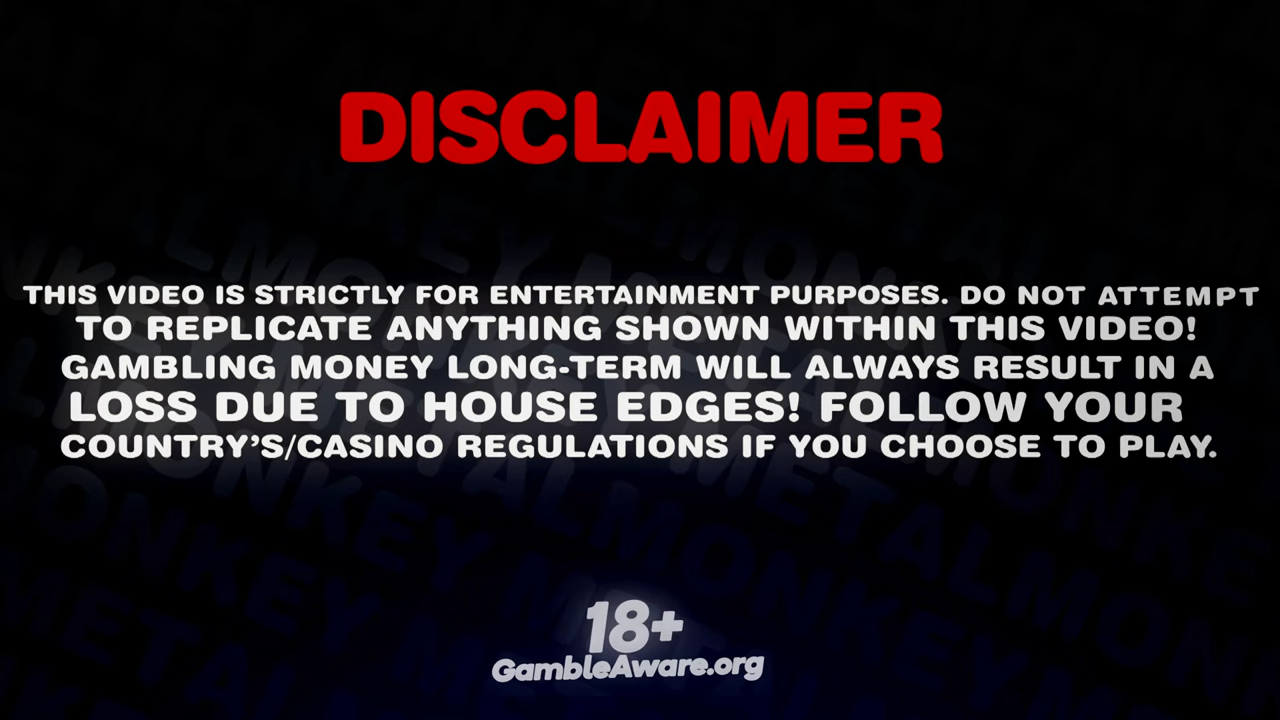 DISCLAIMER
THIS VIDEO IS STRICTLY FOR ENTERTAINMENT PURPOSES. DO NOT ATTEMPT
TO REPLICATE ANYTHING SHOWN WITHIN THIS VIDEO!
GAMBLING MONEY LONG-TERM WILL ALWAYS RESULT IN A
LOSS DUE TO HOUSE EDGES! FOLLOW YOUR
COUNTRY'S/CASINO REGULATIONS IF YOU CHOOSE TO PLAY.
18+
GambleAware.org